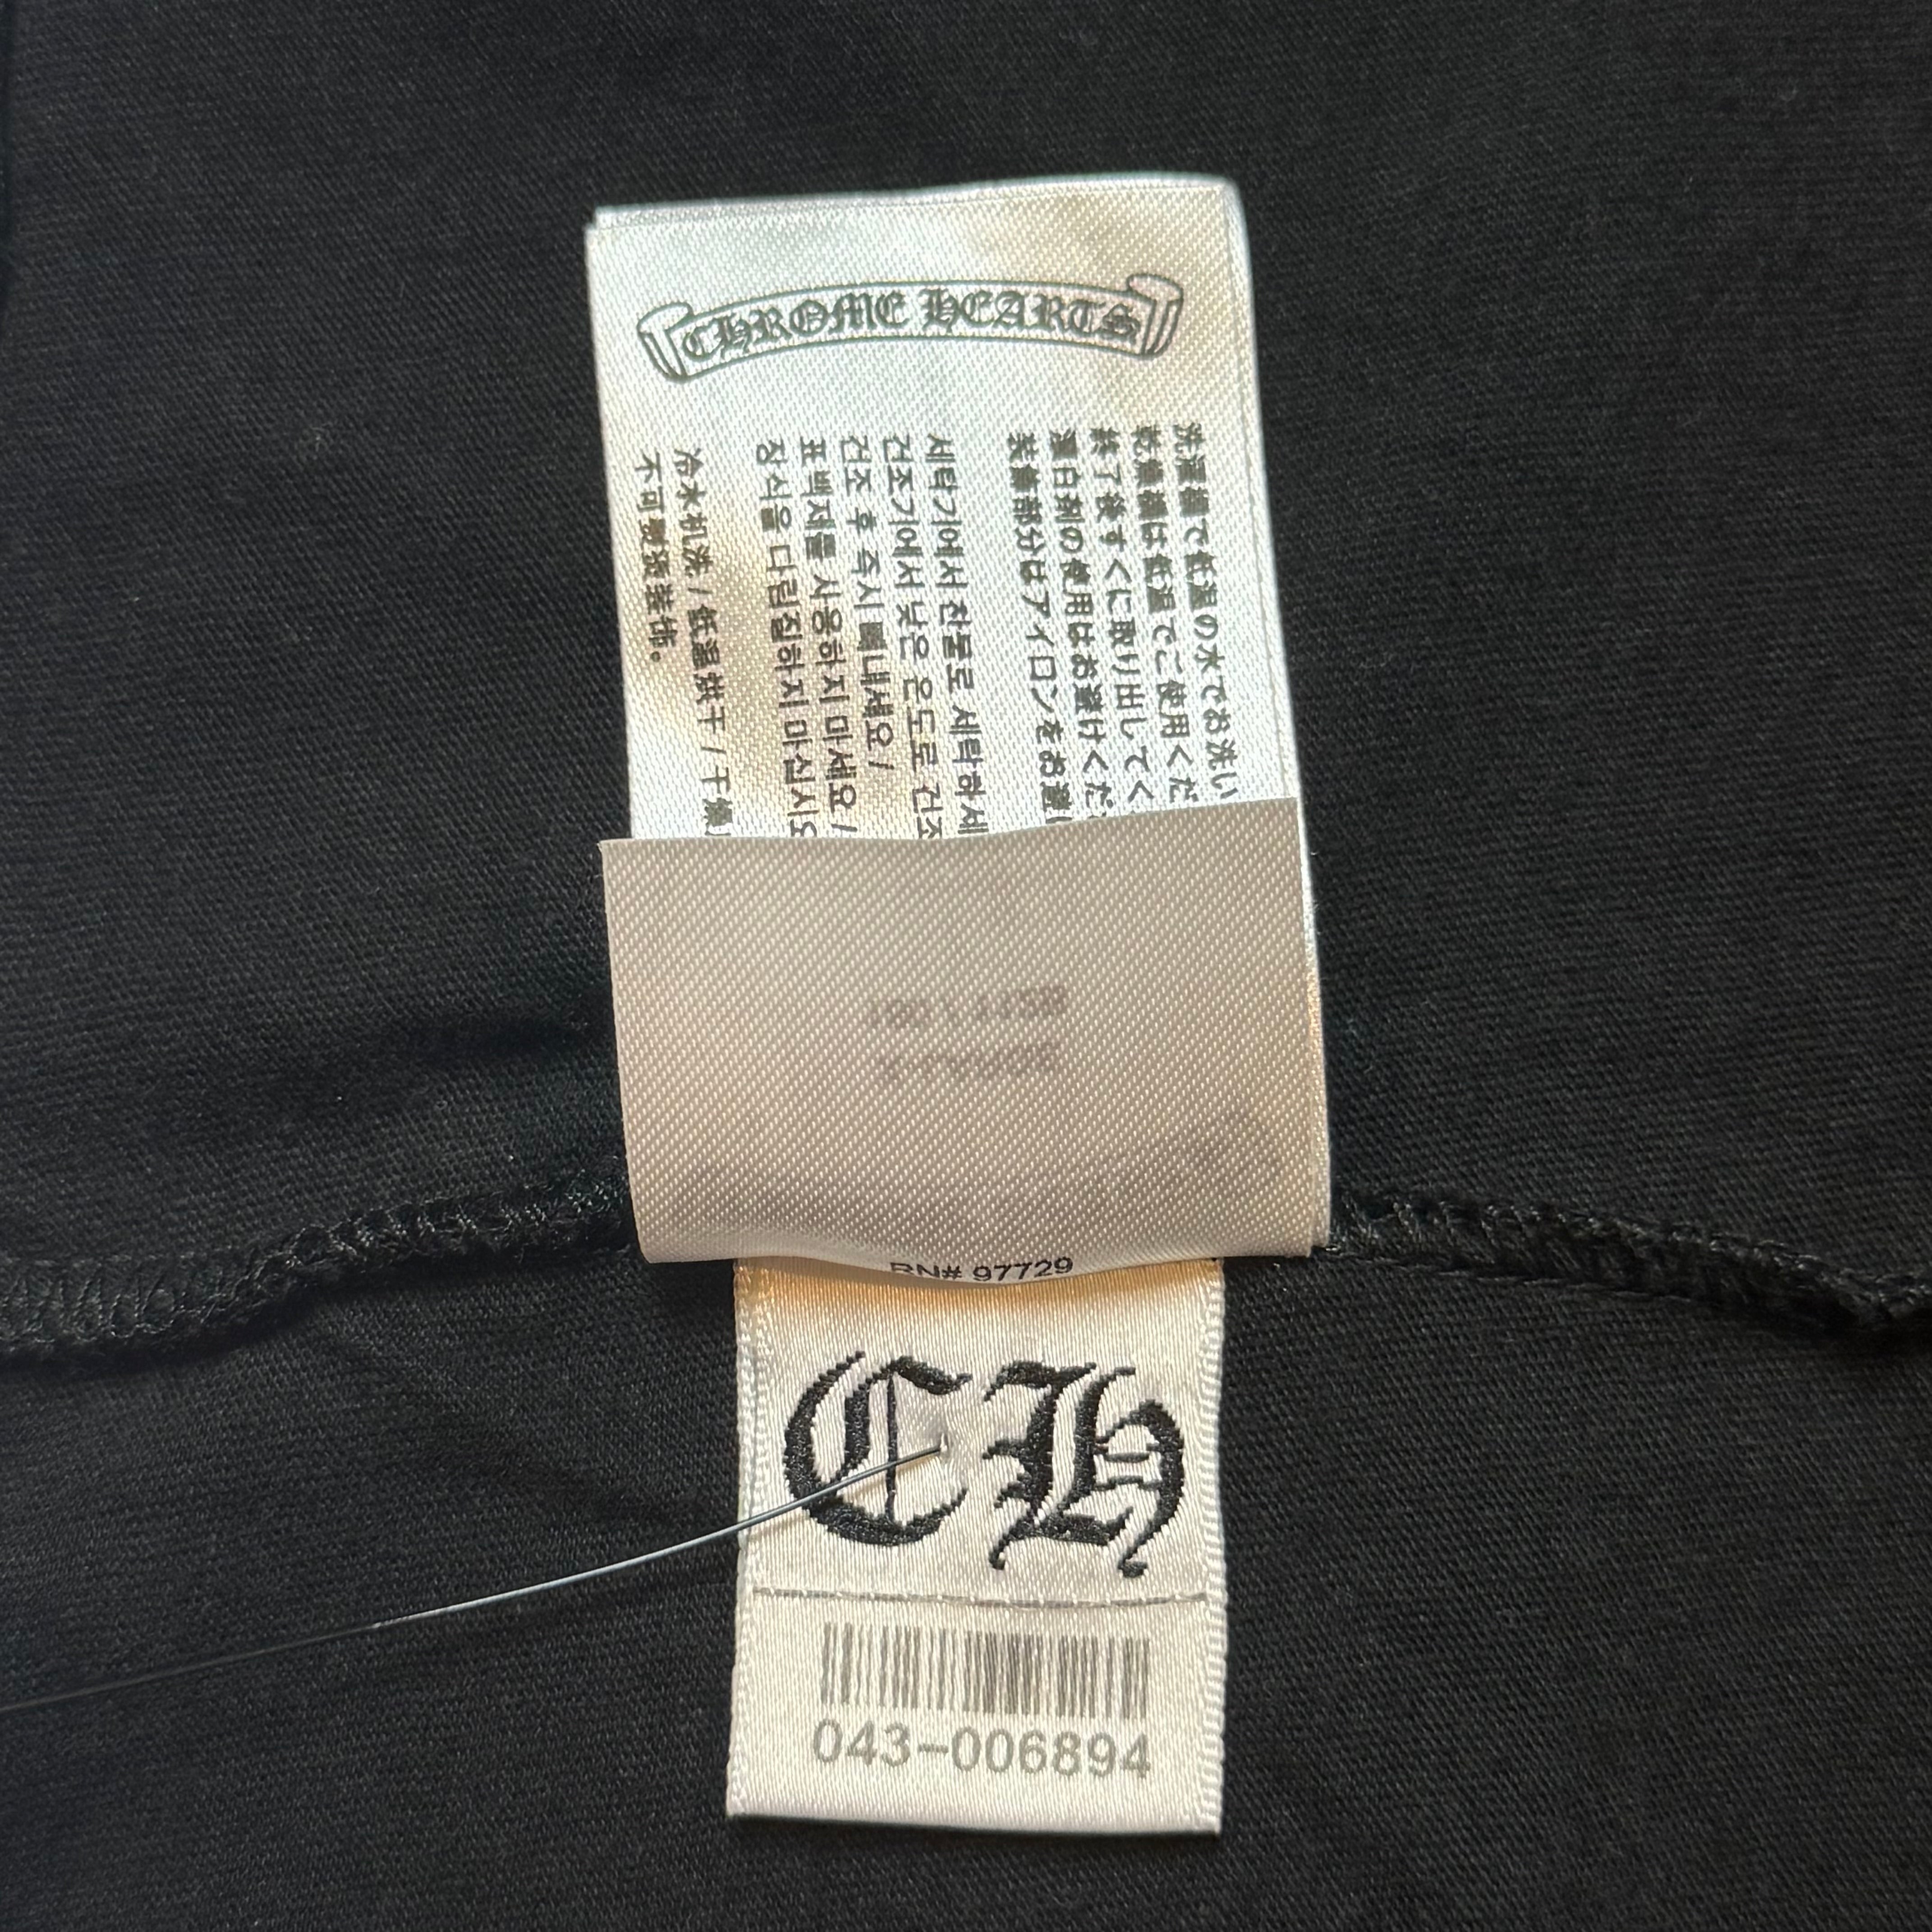 CHROME HEARTS
洗濯機で低温の水でお洗い
乾燥機は低温でご使用くだ
終了後すぐに取り出してく
漂白剤の使用はお避けくだ
装飾部分はアイロンをお避
세탁기에서 찬물로 세탁하세
건조기에서 낮은 온도로 건조
건조 후 즉시 빼내세요 /
표백제를 사용하지 마세요 /
장식을 다림질하지 마십시오
冷水机洗 / 低温烘干 / 干燥
不可熨烫装饰。
RN# 97729
CH
043-006894